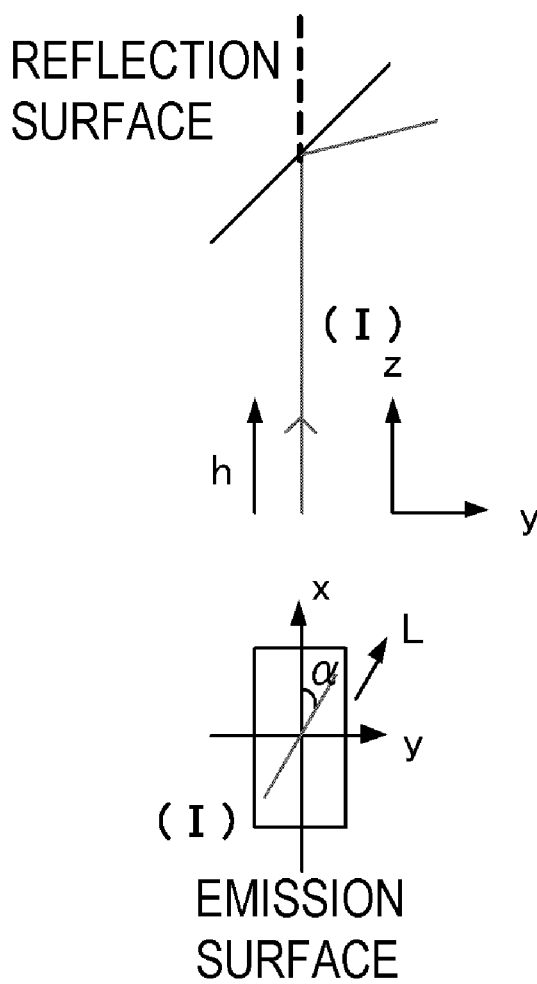 REFLECTION
SURFACE
( I )
z
h
y
x
L
α
y
( I )
EMISSION
SURFACE